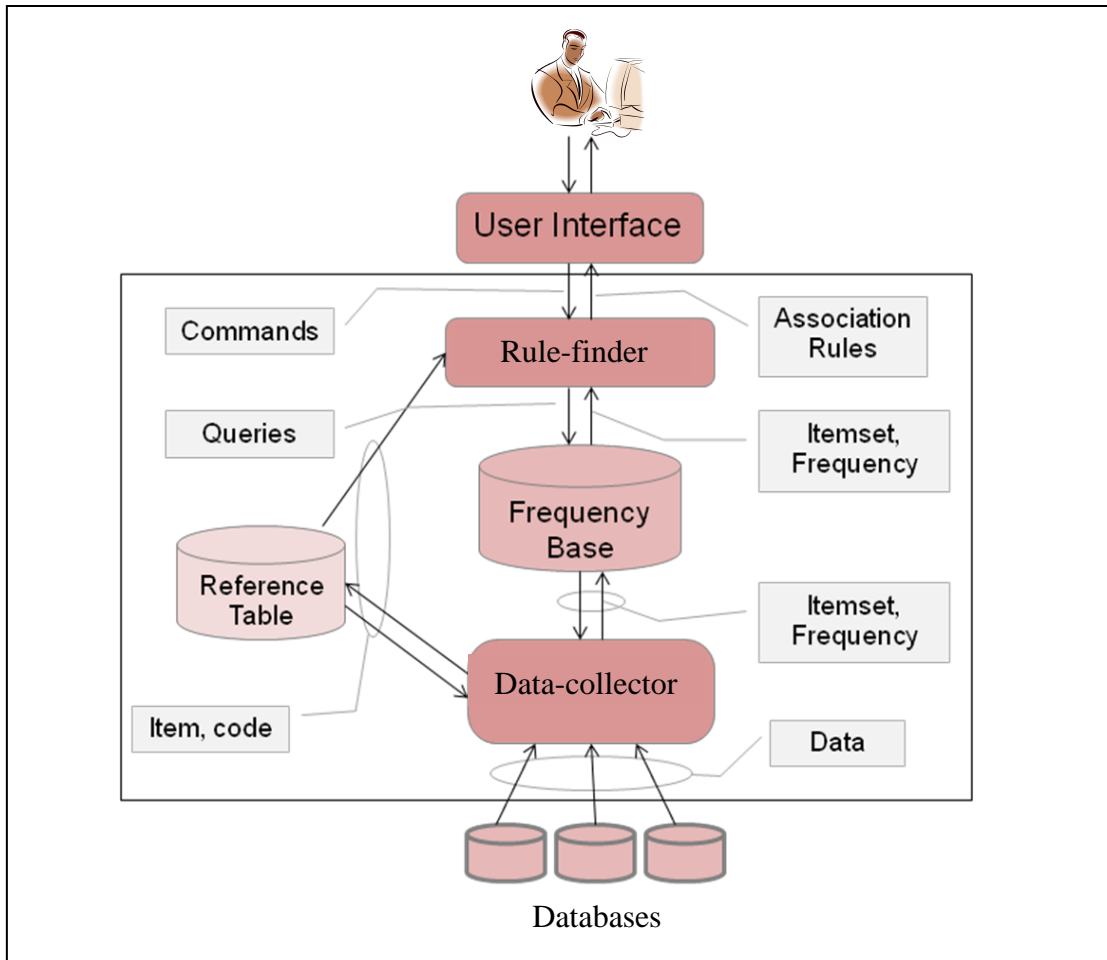 User Interface
Commands
Association
Rules
Rule-finder
Queries
Itemset,
Frequency
Frequency
Base
Reference
Table
Itemset,
Frequency
Data-collector
Item, code
Data
Databases